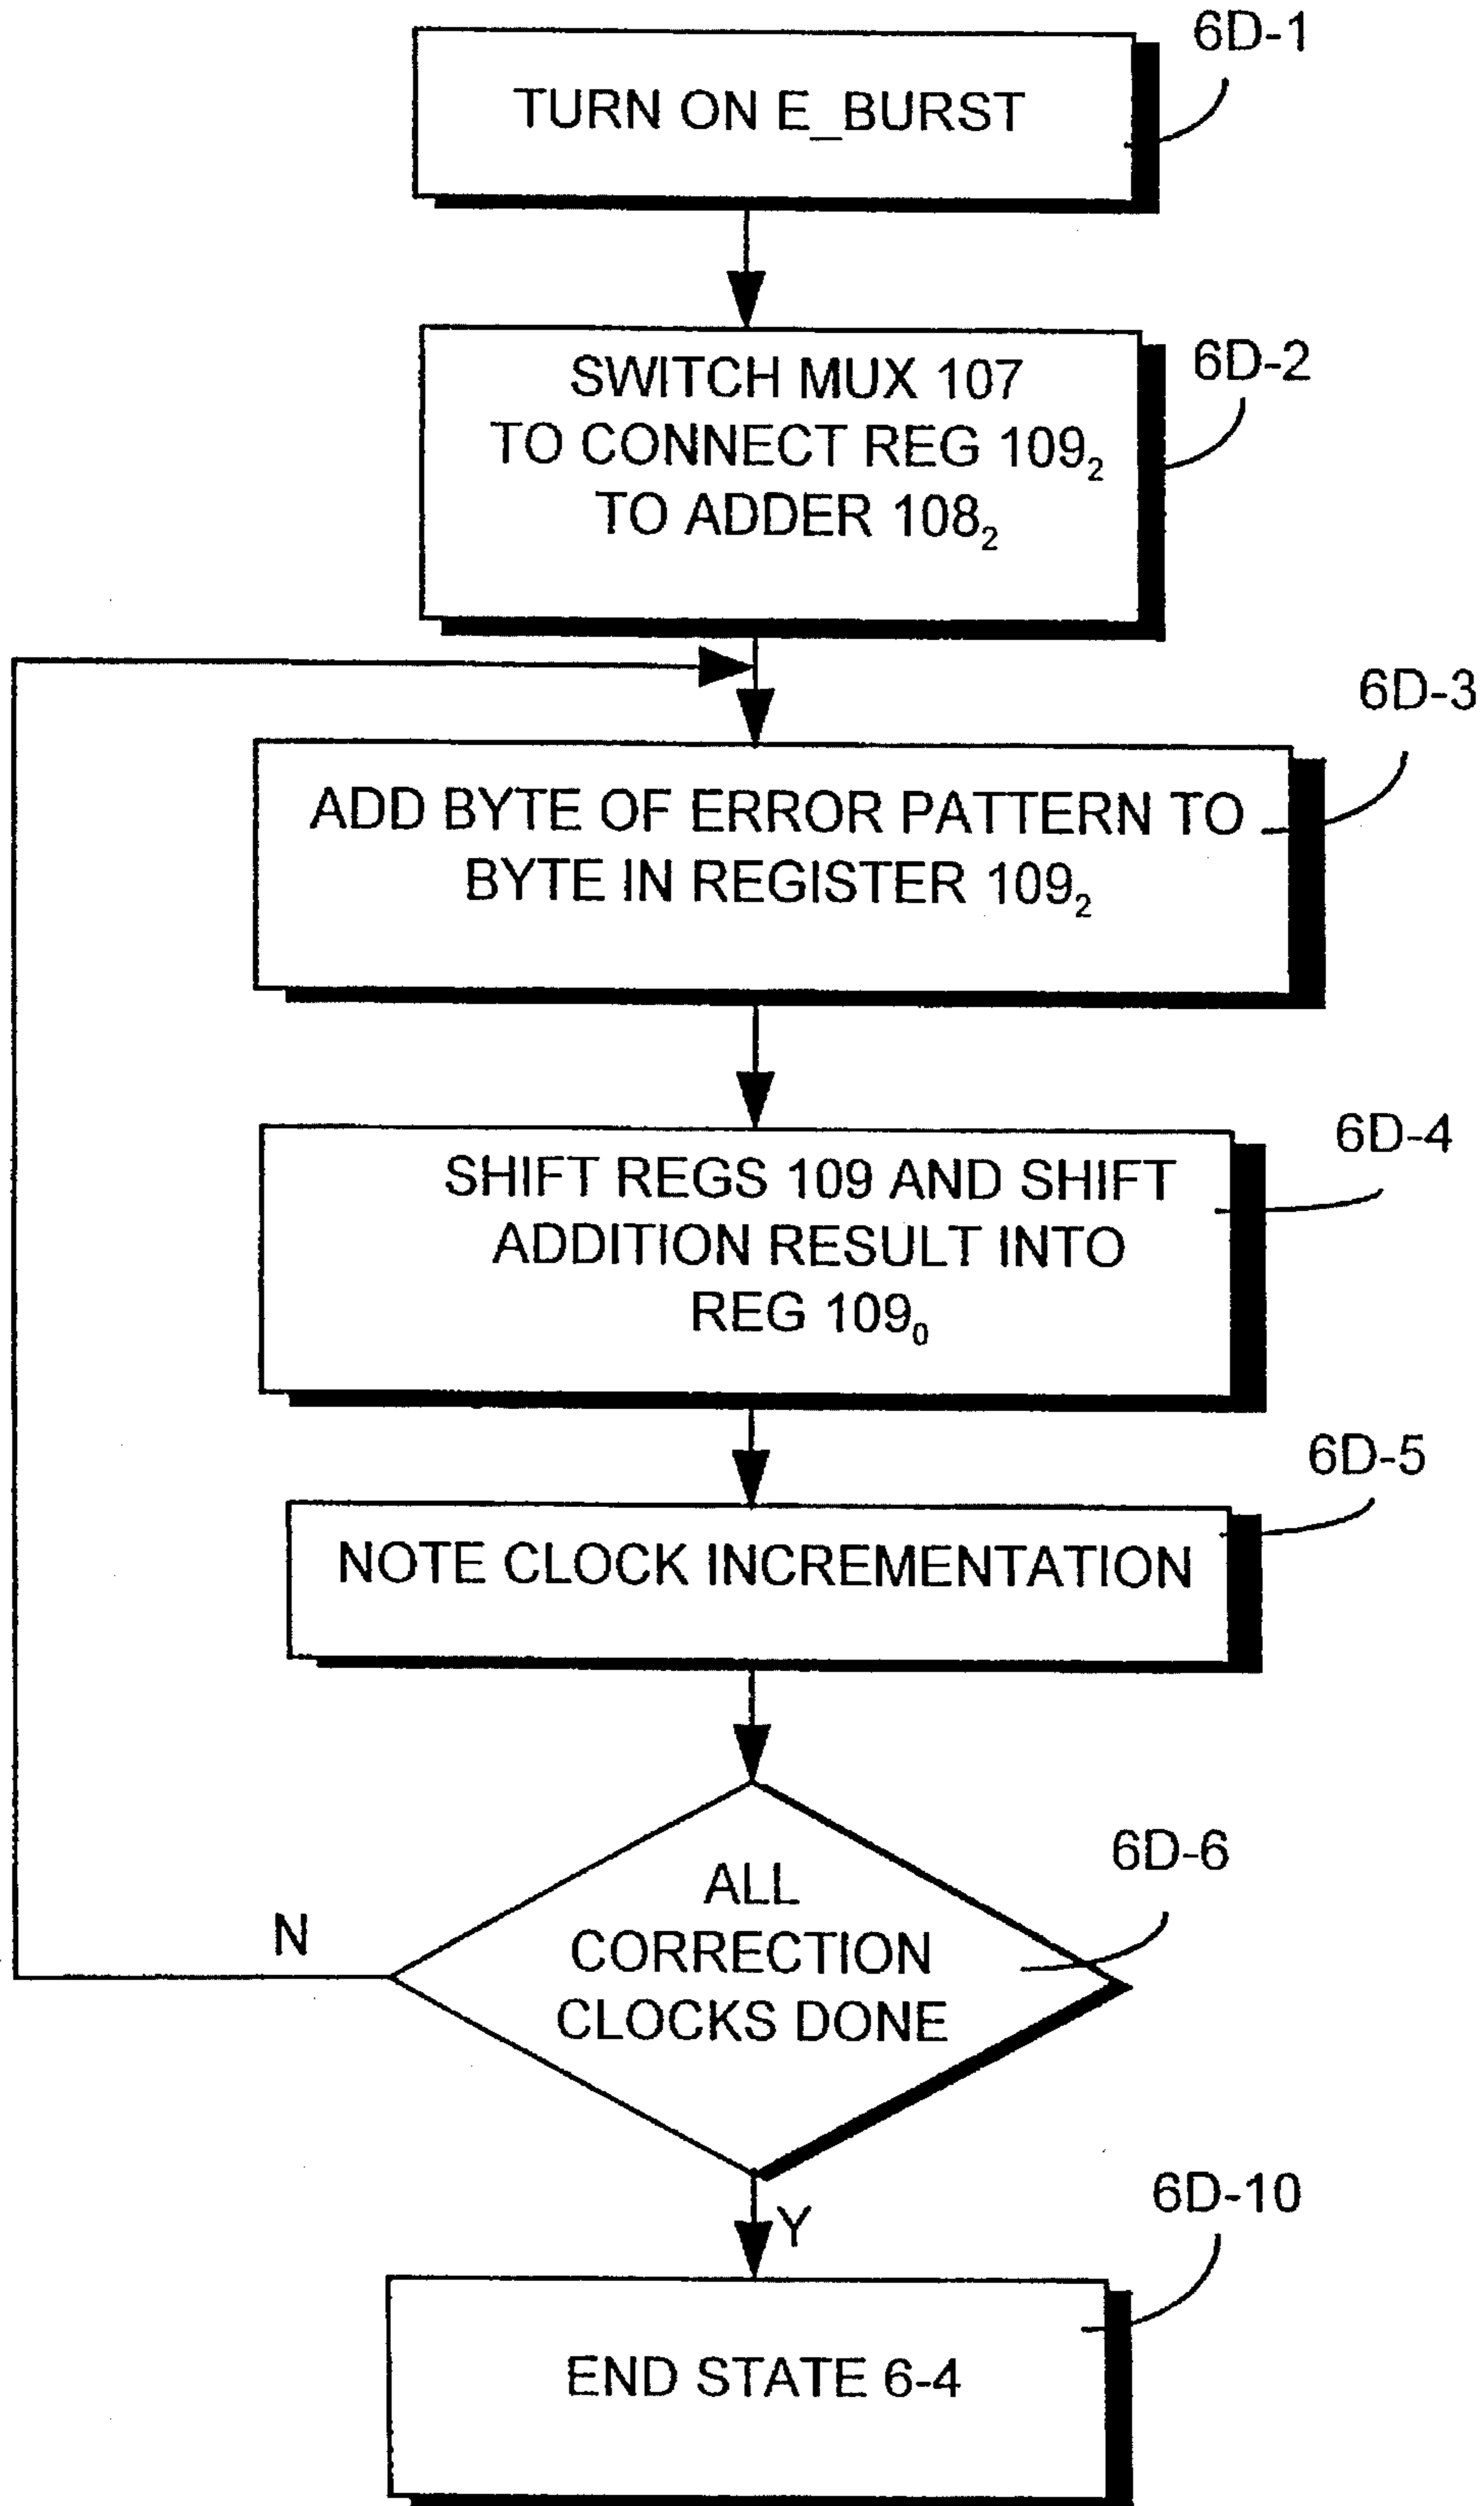 6D-1
TURN ON E_BURST
6D-2
SWITCH MUX 107
TO CONNECT REG 109₂
TO ADDER 108₂
6D-3
ADD BYTE OF ERROR PATTERN TO
BYTE IN REGISTER 109₂
6D-4
SHIFT REGS 109 AND SHIFT
ADDITION RESULT INTO
REG 109₀
6D-5
NOTE CLOCK INCREMENTATION
6D-6
ALL
CORRECTION
CLOCKS DONE
N
Y
6D-10
END STATE 6-4